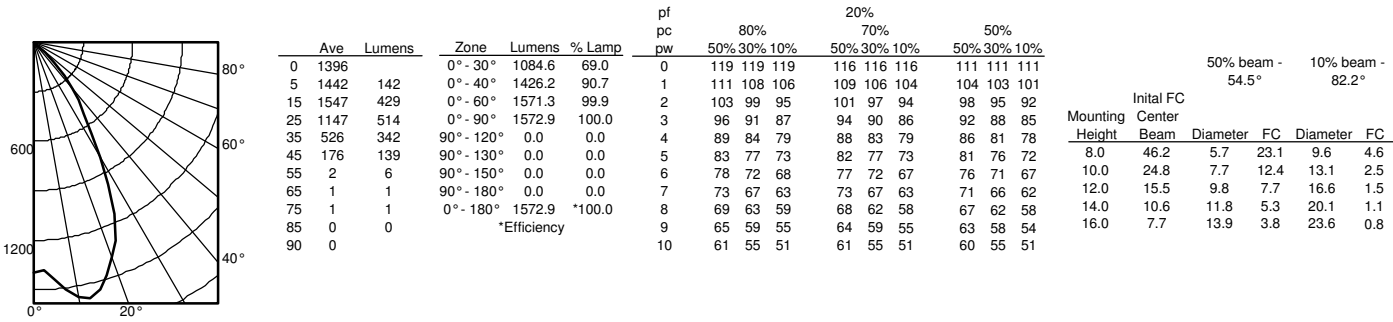 80°
60°
40°
20°
0°
600
1200
Ave Lumens
0 1396
5 1442 142
15 1547 429
25 1147 514
35 526 342
45 176 139
55 2 6
65 1 1
75 1 1
85 0 0
90 0
Zone Lumens % Lamp
0°- 30° 1084.6 69.0
0°- 40° 1426.2 90.7
0°- 60° 1571.3 99.9
0°- 90° 1572.9 100.0
90°- 120° 0.0 0.0
90°- 130° 0.0 0.0
90°- 150° 0.0 0.0
90°- 180° 0.0 0.0
0°- 180° 1572.9 *100.0
*Efficiency
pf 20%
pc 80% 70% 50%
pw 50% 30% 10% 50% 30% 10% 50% 30% 10%
0 119 119 119 116 116 116 111 111 111
1 111 108 106 109 106 104 104 103 101
2 103 99 95 101 97 94 98 95 92
3 96 91 87 94 90 86 92 88 85
4 89 84 79 88 83 79 86 81 78
5 83 77 73 82 77 73 81 76 72
6 78 72 68 77 72 67 76 71 67
7 73 67 63 73 67 63 71 66 62
8 69 63 59 68 62 58 67 62 58
9 65 59 55 64 59 55 63 58 54
10 61 55 51 61 55 51 60 55 51
50% beam - 10% beam -
54.5° 82.2°
Inital FC
Mounting Center
Height Beam Diameter FC Diameter FC
8.0 46.2 5.7 23.1 9.6 4.6
10.0 24.8 7.7 12.4 13.1 2.5
12.0 15.5 9.8 7.7 16.6 1.5
14.0 10.6 11.8 5.3 20.1 1.1
16.0 7.7 13.9 3.8 23.6 0.8